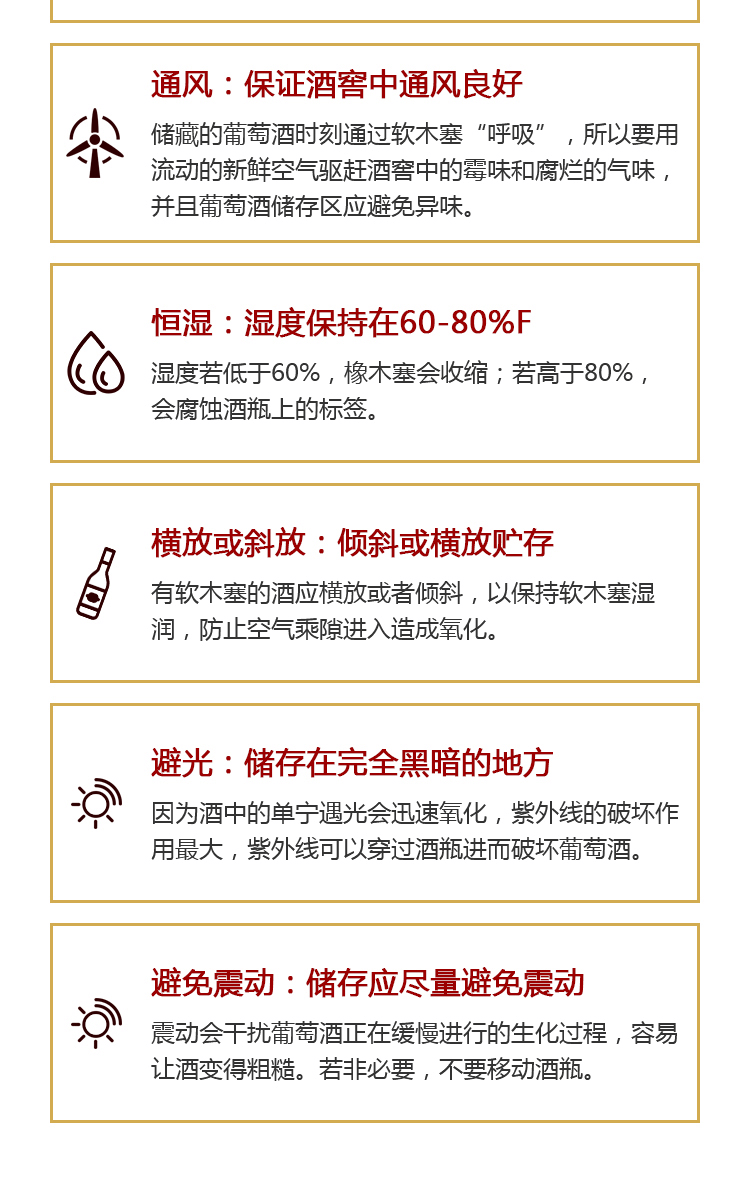 通风：保证酒窖中通风良好
储藏的葡萄酒时刻通过软木塞“呼吸”，所以要用
流动的新鲜空气驱赶酒窖中的霉味和腐烂的气味，
并且葡萄酒储存区应避免异味。
恒湿：湿度保持在60-80%F
湿度若低于60%，橡木塞会收缩；若高于80%，
会腐蚀酒瓶上的标签。
横放或斜放：倾斜或横放贮存
有软木塞的酒应横放或者倾斜，以保持软木塞湿
润，防止空气乘隙进入造成氧化。
避光：储存在完全黑暗的地方
因为酒中的单宁遇光会迅速氧化，紫外线的破坏作
用最大，紫外线可以穿过酒瓶进而破坏葡萄酒。
避免震动：储存应尽量避免震动
震动会干扰葡萄酒正在缓慢进行的生化过程，容易
让酒变得粗糙。若非必要，不要移动酒瓶。